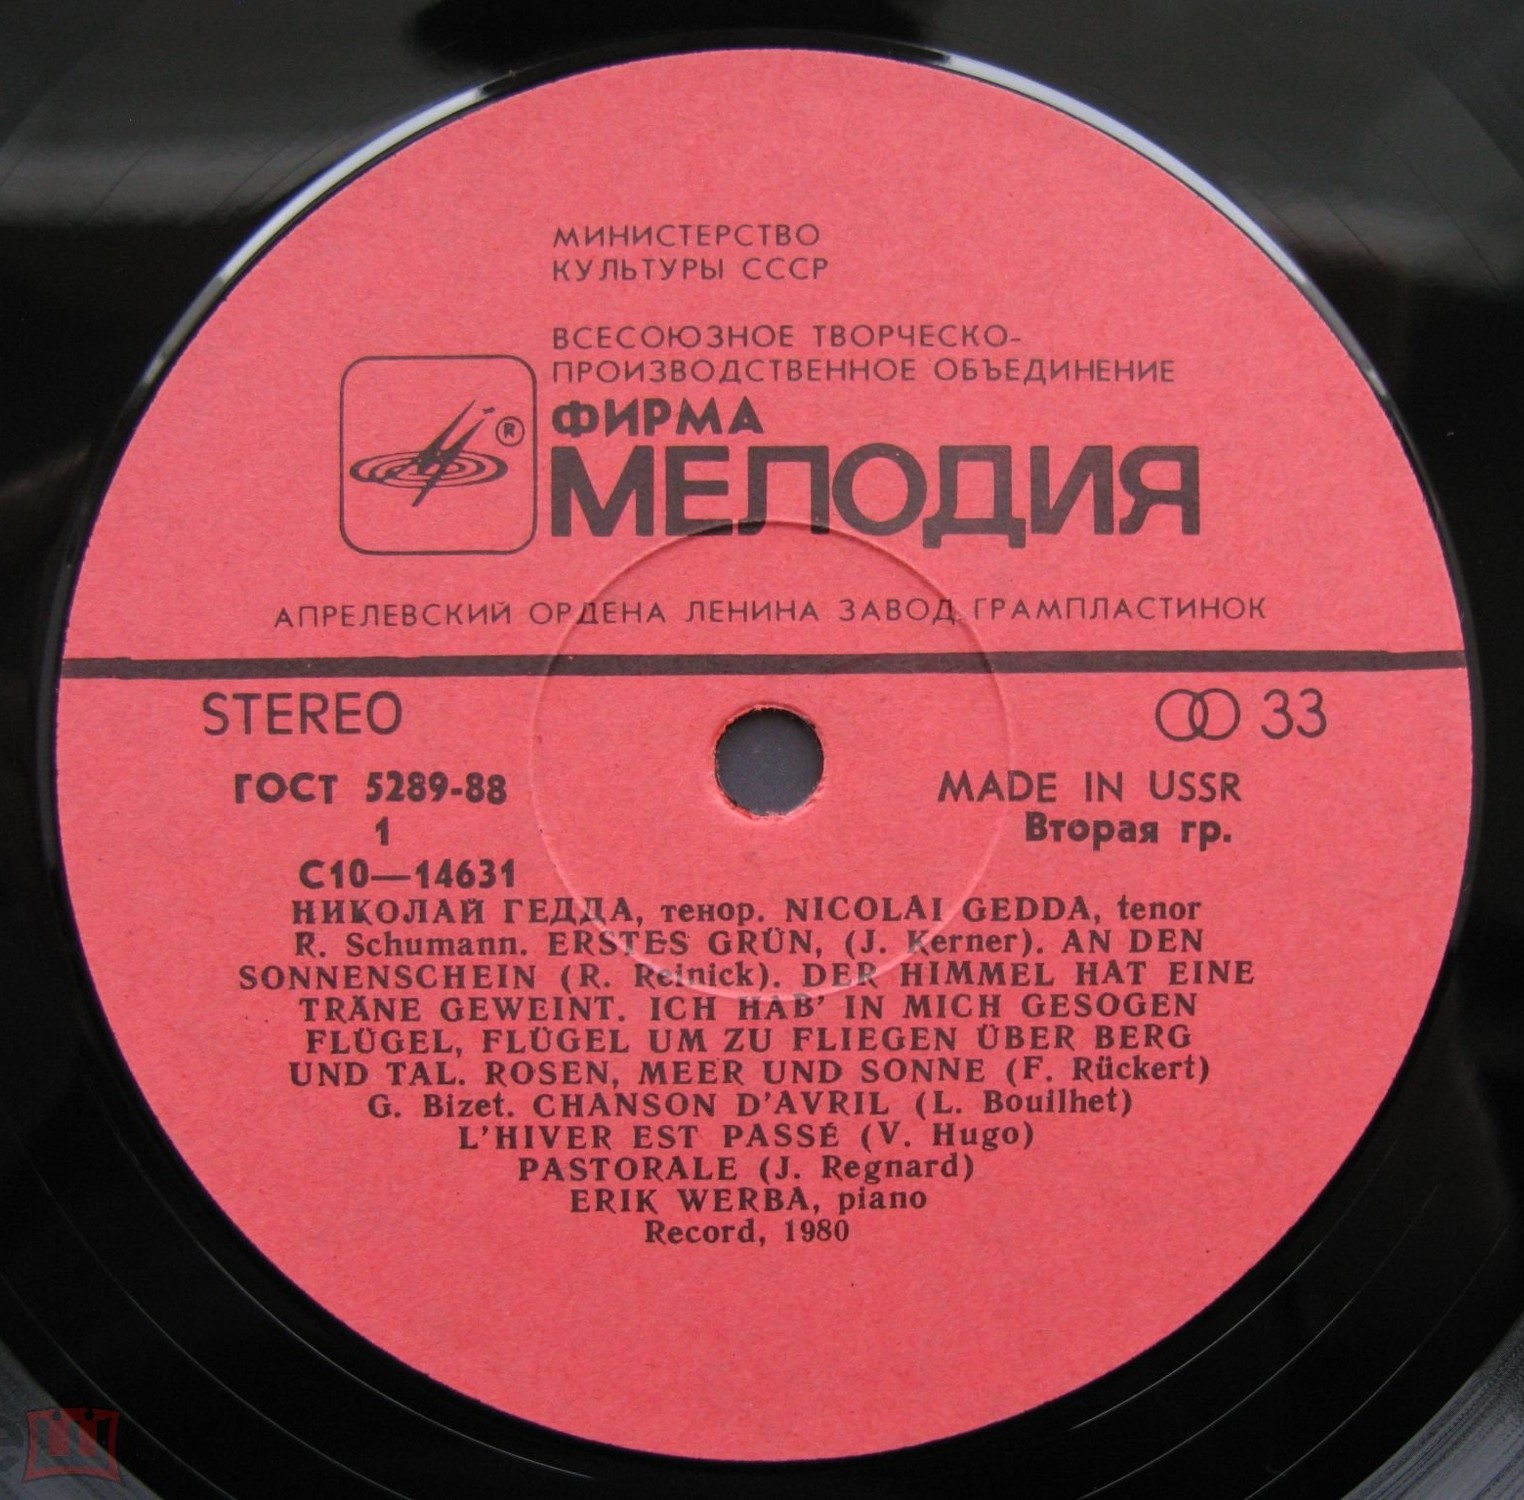 МИНИСТЕРСТВО
КУЛЬТУРЫ СССР
ВСЕСОЮЗНОЕ ТВОРЧЕСКО-
ПРОИЗВОДСТВЕННОЕ ОБЪЕДИНЕНИЕ
ФИРМА
®
МЕЛОДИЯ
АПРЕЛЕВСКИЙ ОРДЕНА ЛЕНИНА ЗАВОД ГРАМПЛАСТИНОК
STEREO
33
ГОСТ 5289-88
MADE IN USSR
1
Вторая гр.
С10—14631
НИКОЛАЙ ГЕДДА, тенор. NICOLAI GEDDA, tenor
R. Schumann. ERSTES GRÜN, (J. Kerner). AN DEN
SONNENSCHEIN (R. Reinick). DER HIMMEL HAT EINE
TRÄNE GEWEINT. ICH HAB' IN MICH GESOGEN
FLÜGEL, FLÜGEL UM ZU FLIEGEN ÜBER BERG
UND TAL. ROSEN, MEER UND SONNE (F. Rückert)
G. Bizet. CHANSON D'AVRIL (L. Bouilhet)
L'HIVER EST PASSÉ (V. Hugo)
PASTORALE (J. Regnard)
ERIK WERBA, piano
Record, 1980